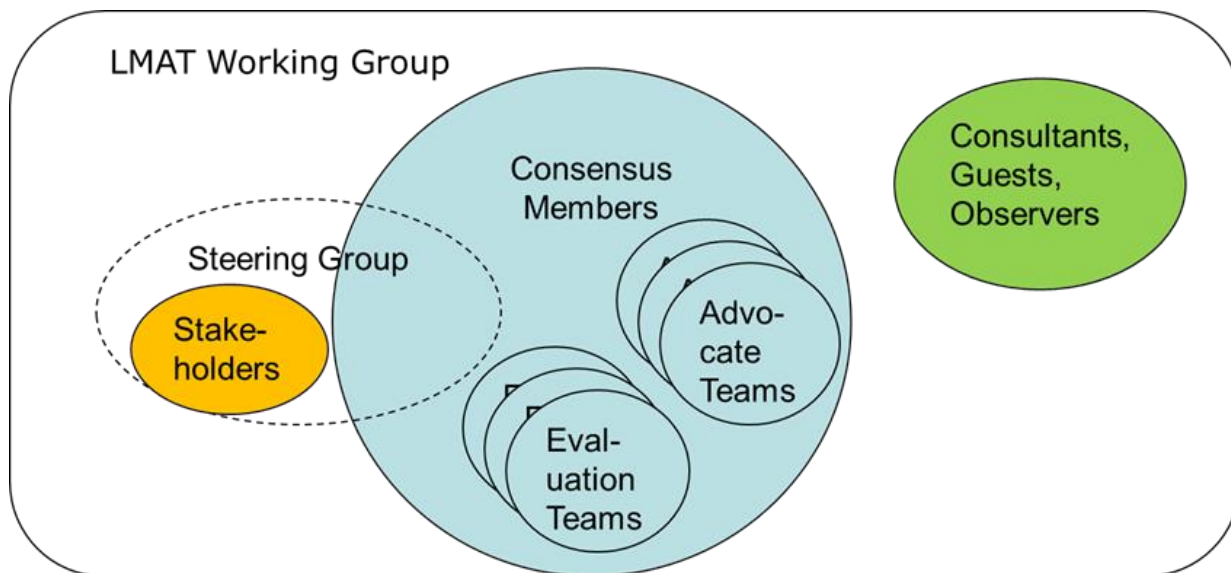 LMAT Working Group
Consensus
Members
Consultants,
Guests,
Observers
Steering Group
Stake-
holders
Advo-
cate
Teams
Eval-
uation
Teams